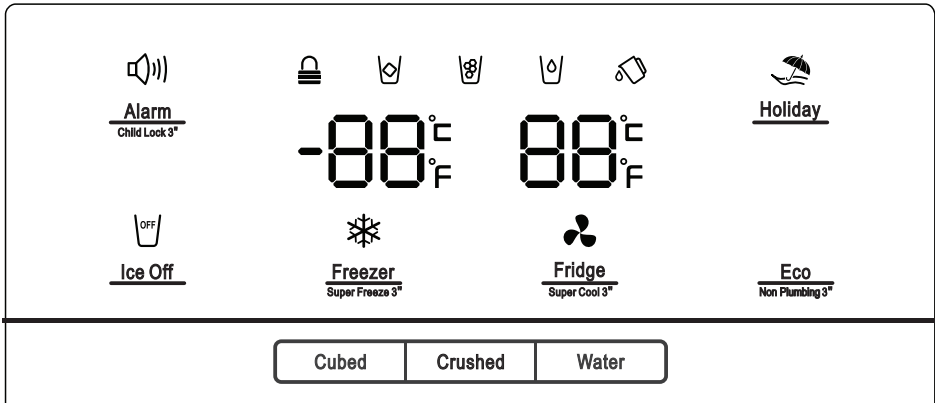 Alarm
Child Lock 3"
-88°C °F
88°C °F
Holiday
OFF
Ice Off
Freezer
Super Freeze 3"
Fridge
Super Cool 3"
Eco
Non Plumbing 3"
Cubed
Crushed
Water